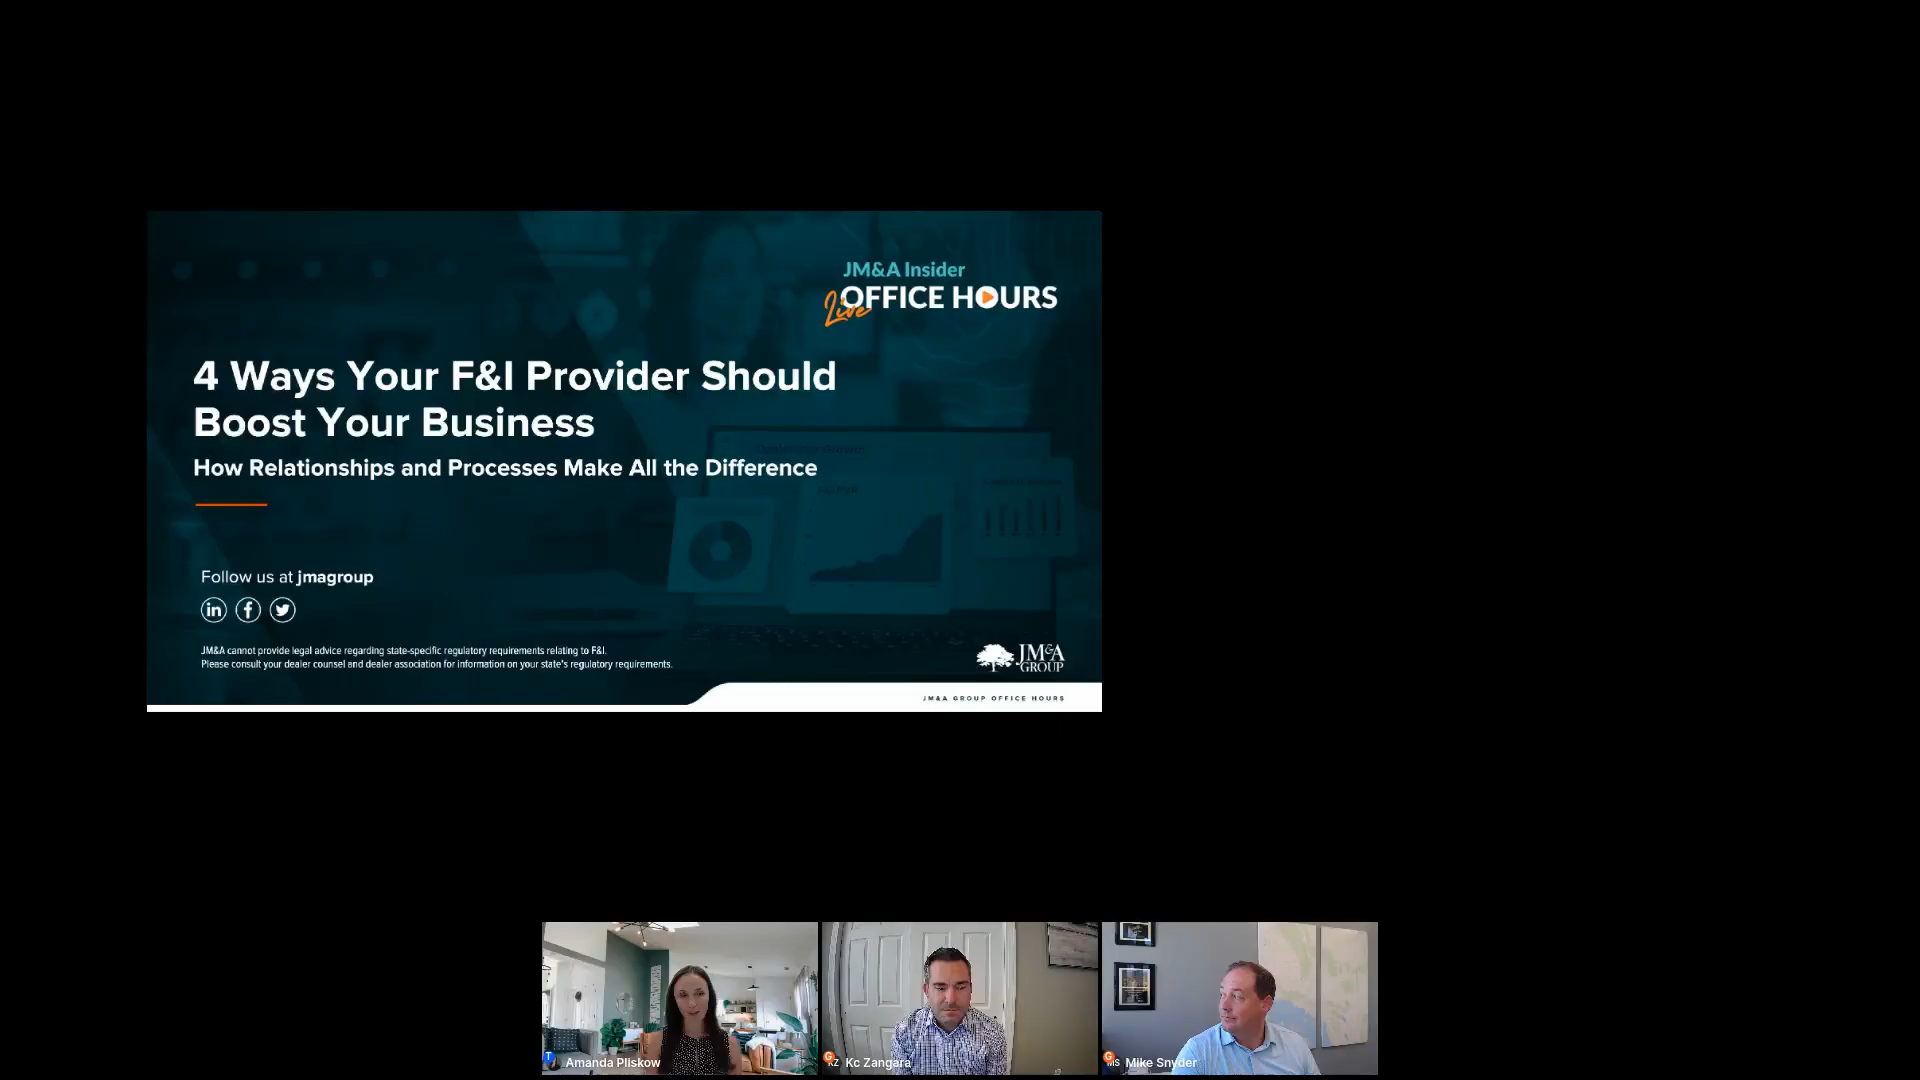 JM&A Insider
Live OFFICE HOURS
4 Ways Your F&I Provider Should
Boost Your Business
How Relationships and Processes Make All the Difference
Follow us at jmagroup
in f
JM&A cannot provide legal advice regarding state-specific regulatory requirements relating to F&I.
Please consult your dealer counsel and dealer association for information on your state's regulatory requirements.
JM&A
GROUP
JM&A GROUP OFFICE HOURS
T Amanda Pliskow
G KZ Kc Zangara
G MS Mike Snyder